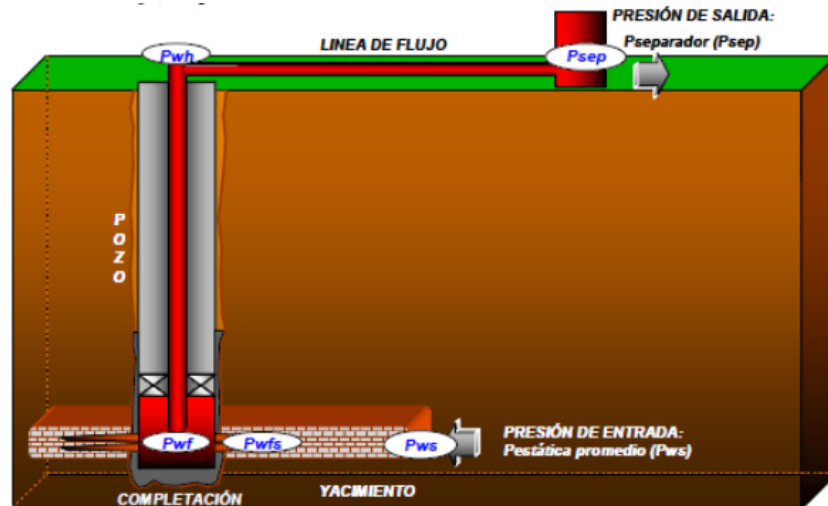 PRESIÓN DE SALIDA:
LINEA DE FLUJO
Pseparador (Psep)
Pwh
Psep
P
O
Z
O
Pwf
Pwfs
Pws
PRESIÓN DE ENTRADA:
Pestática promedio (Pws)
YACIMIENTO
COMPLETACIÓN